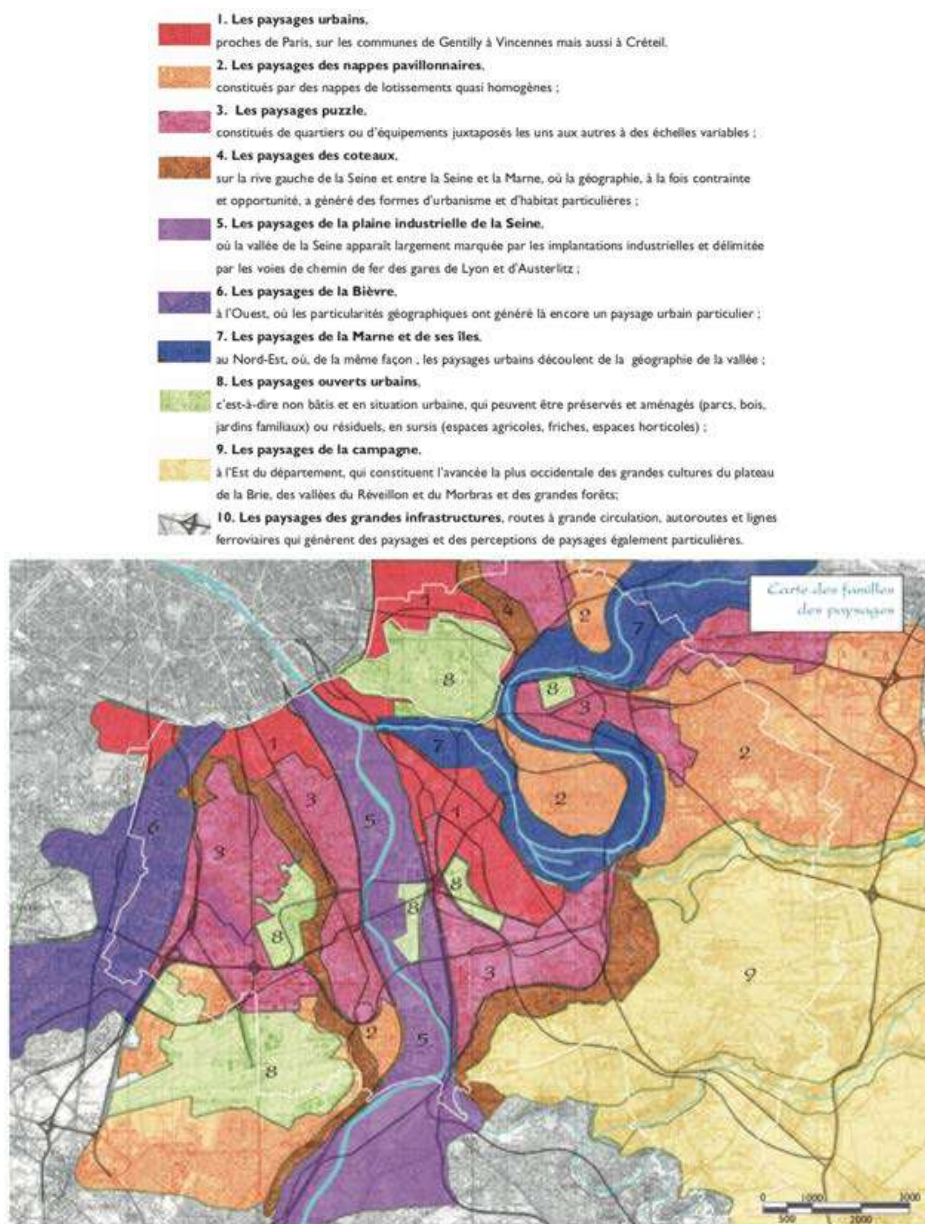 1. Les paysages urbains,
proches de Paris, sur les communes de Gentilly à Vincennes mais aussi à Créteil.
2. Les paysages des nappes pavillonnaires,
constitués par des nappes de lotissements quasi homogènes ;
3. Les paysages puzzle,
constitués de quartiers ou d'équipements juxtaposés les uns aux autres à des échelles variables ;
4. Les paysages des coteaux,
sur la rive gauche de la Seine et entre la Seine et la Marne, où la géographie, à la fois contrainte
et opportunité, a généré des formes d'urbanisme et d'habitat particulières ;
5. Les paysages de la plaine industrielle de la Seine,
où la vallée de la Seine apparaît largement marquée par les implantations industrielles et délimitée
par les voies de chemin de fer des gares de Lyon et d'Austerlitz ;
6. Les paysages de la Bièvre,
à l'Ouest, où les particularités géographiques ont généré là encore un paysage urbain particulier ;
7. Les paysages de la Marne et de ses îles,
au Nord-Est, où, de la même façon , les paysages urbains découlent de la géographie de la vallée ;
8. Les paysages ouverts urbains,
c'est-à-dire non bâtis et en situation urbaine, qui peuvent être préservés et aménagés (parcs, bois,
jardins familiaux) ou résiduels, en sursis (espaces agricoles, friches, espaces horticoles) ;
9. Les paysages de la campagne,
à l'Est du département, qui constituent l'avancée la plus occidentale des grandes cultures du plateau
de la Brie, des vallées du Réveillon et du Morbras et des grandes forêts;
10. Les paysages des grandes infrastructures, routes à grande circulation, autoroutes et lignes
ferroviaires qui génèrent des paysages et des perceptions de paysages également particulières.
Carte des familles
des paysages
1
4
2
7
8
8
3
1
7
2
3
2
5
1
6
3
8
8
8
3
9
2
5
8
0 1000 3000
500 2000